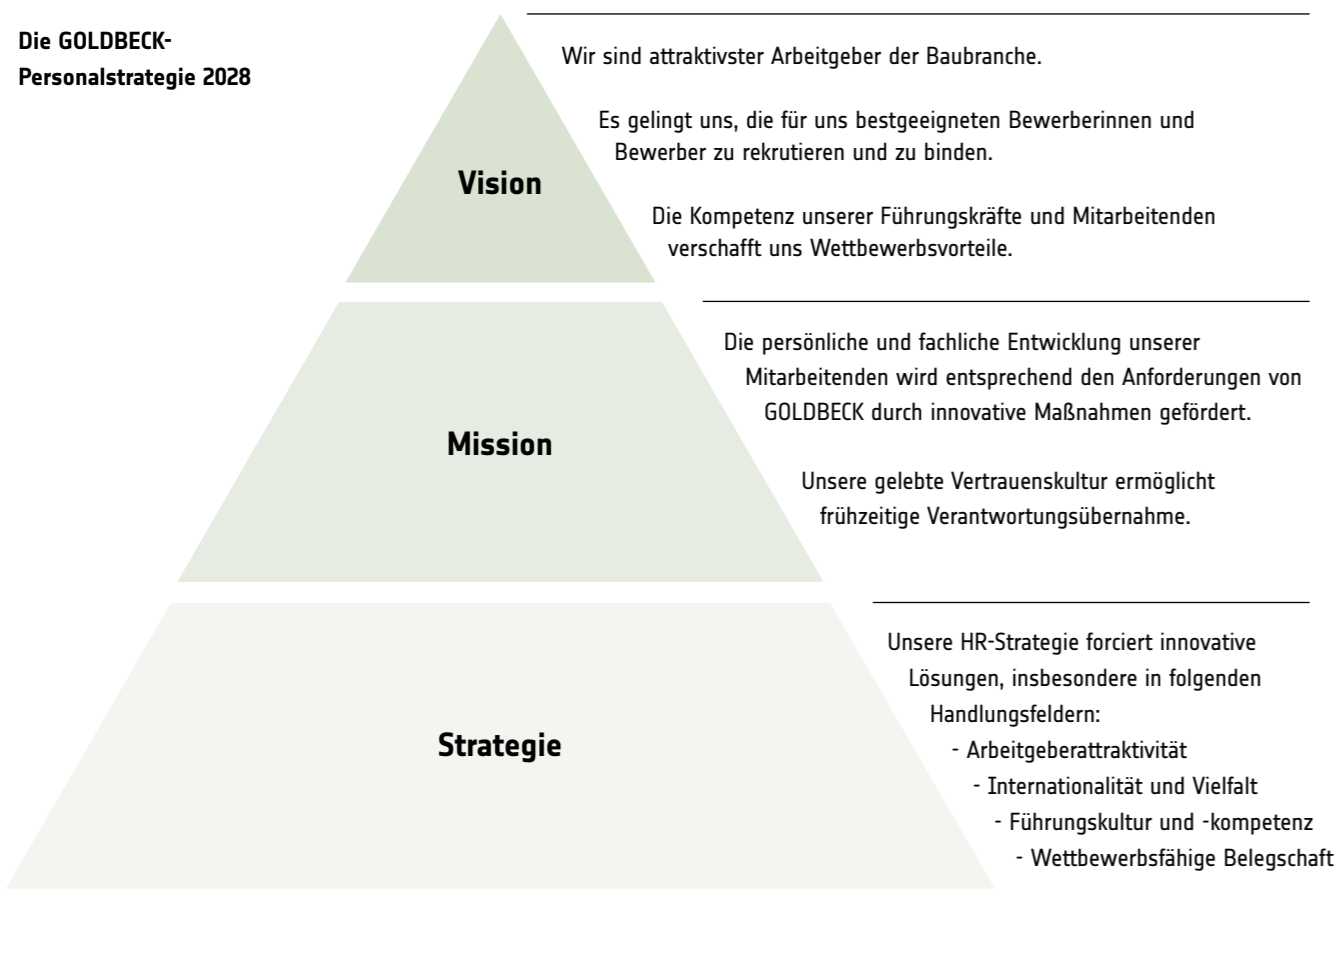 Die GOLDBECK-
Personalstrategie 2028
Vision
Wir sind attraktivster Arbeitgeber der Baubranche.
Es gelingt uns, die für uns bestgeeigneten Bewerberinnen und
Bewerber zu rekrutieren und zu binden.
Die Kompetenz unserer Führungskräfte und Mitarbeitenden
verschafft uns Wettbewerbsvorteile.
Mission
Die persönliche und fachliche Entwicklung unserer
Mitarbeitenden wird entsprechend den Anforderungen von
GOLDBECK durch innovative Maßnahmen gefördert.
Unsere gelebte Vertrauenskultur ermöglicht
frühzeitige Verantwortungsübernahme.
Strategie
Unsere HR-Strategie forciert innovative
Lösungen, insbesondere in folgenden
Handlungsfeldern:
- Arbeitgeberattraktivität
- Internationalität und Vielfalt
- Führungskultur und -kompetenz
- Wettbewerbsfähige Belegschaft